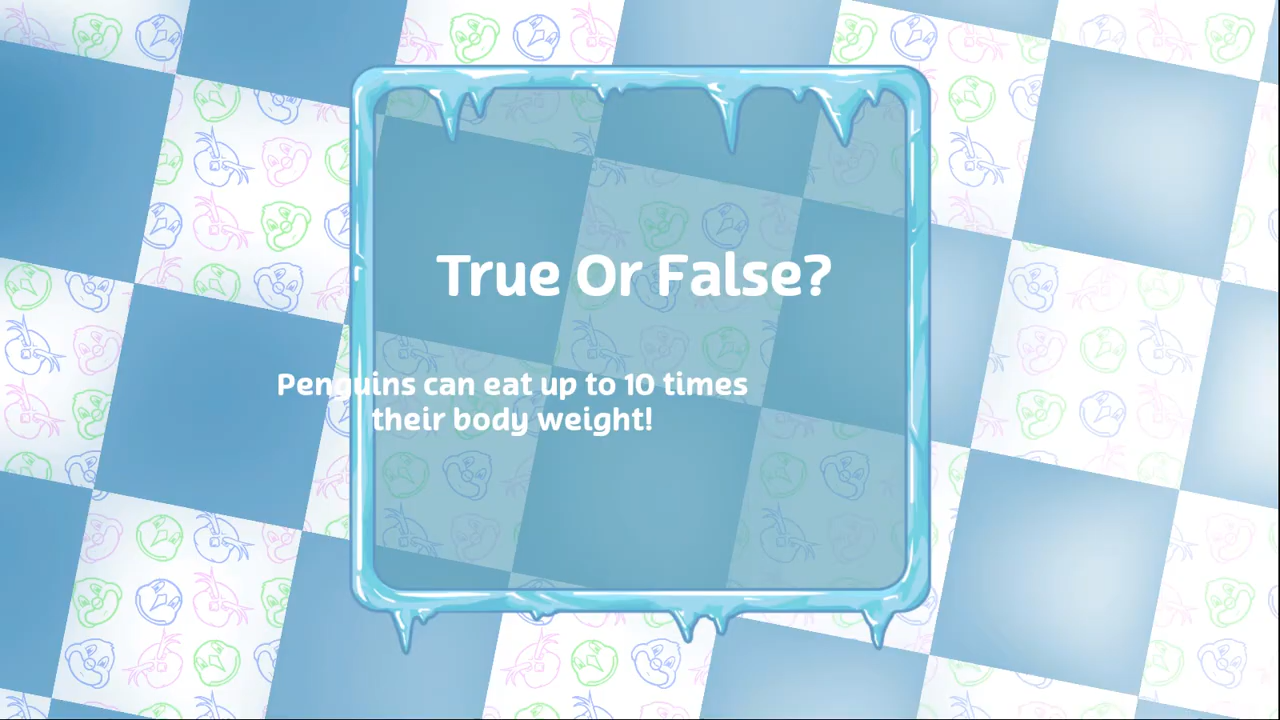 True Or False?
Penguins can eat up to 10 times
their body weight!